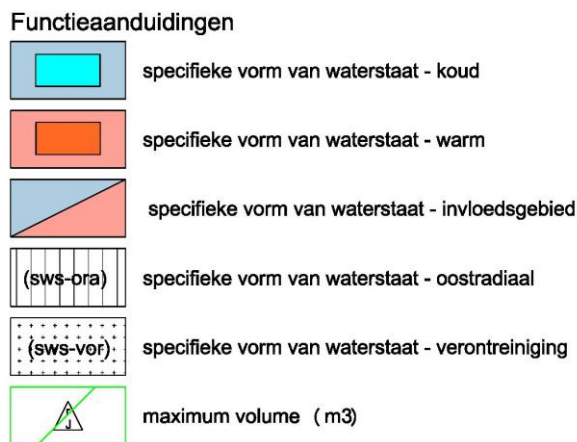 Functieaanduidingen
specifieke vorm van waterstaat - koud
specifieke vorm van waterstaat - warm
specifieke vorm van waterstaat - invloedsgebied
(sws-ora) specifieke vorm van waterstaat - oostradiaal
(sws-vor) specifieke vorm van waterstaat - verontreiniging
maximum volume ( m3)